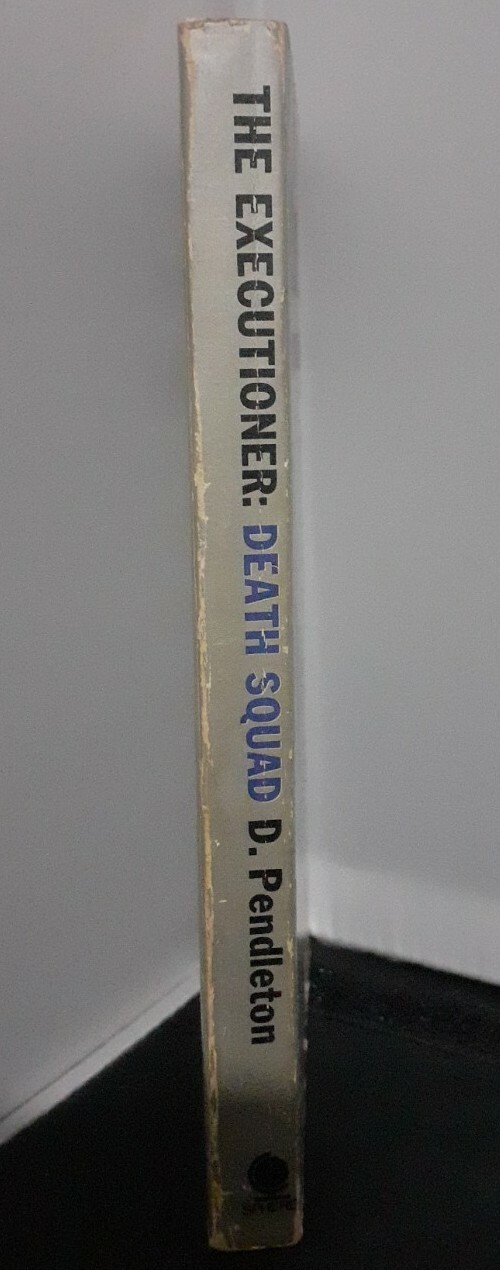 THE EXECUTIONER: DEATH SQUAD D. Pendleton